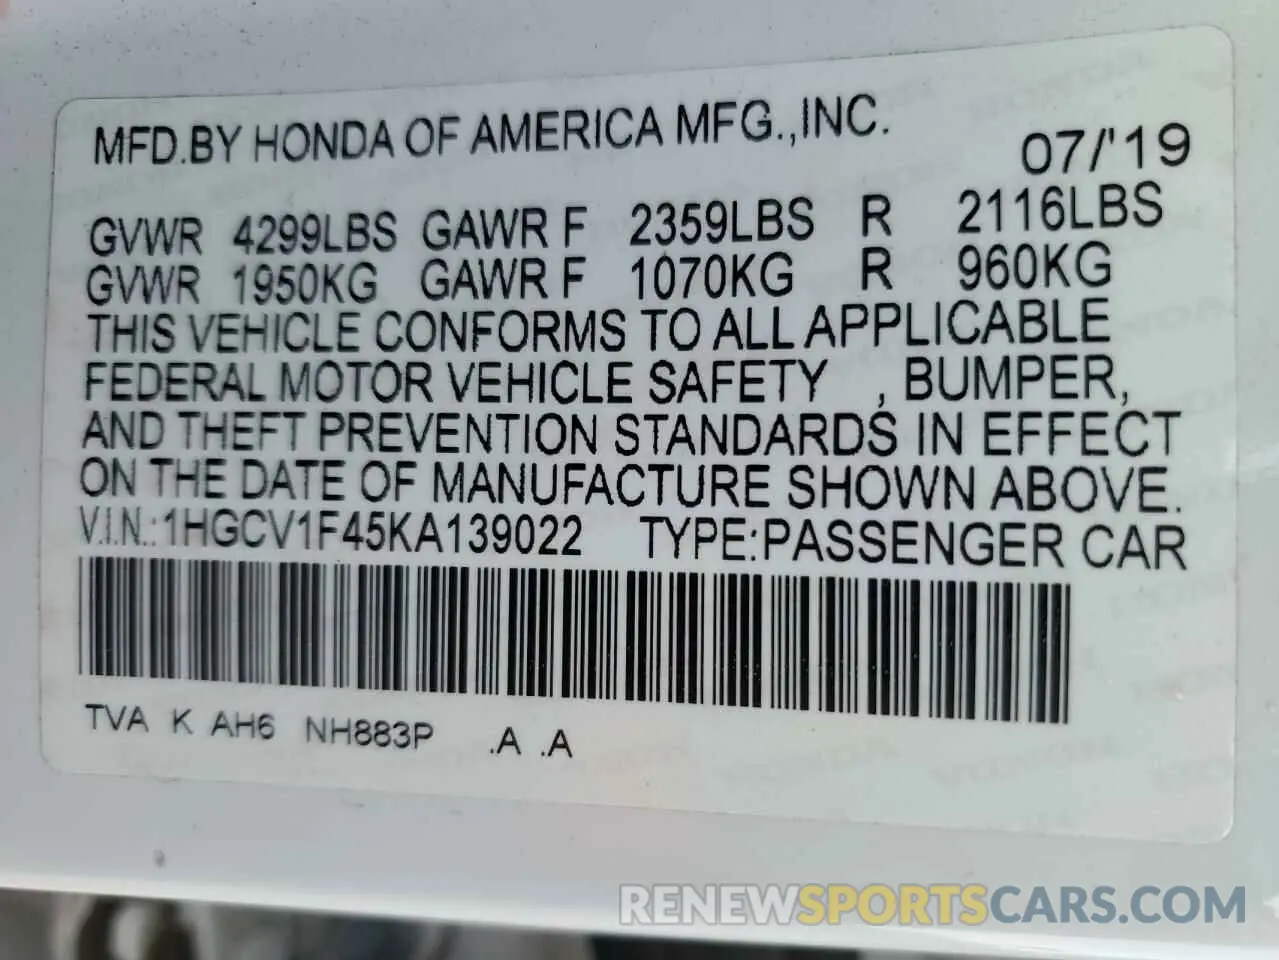 MFD.BY HONDA OF AMERICA MFG.,INC. 07/'19
GVWR 4299LBS GAWR F 2359LBS R 2116LBS
GVWR 1950KG GAWR F 1070KG R 960KG
THIS VEHICLE CONFORMS TO ALL APPLICABLE
FEDERAL MOTOR VEHICLE SAFETY , BUMPER,
AND THEFT PREVENTION STANDARDS IN EFFECT
ON THE DATE OF MANUFACTURE SHOWN ABOVE.
V.I.N.:1HGCV1F45KA139022 TYPE:PASSENGER CAR
TVA K AH6 NH883P .A .A
RENEWSPORTSCARS.COM